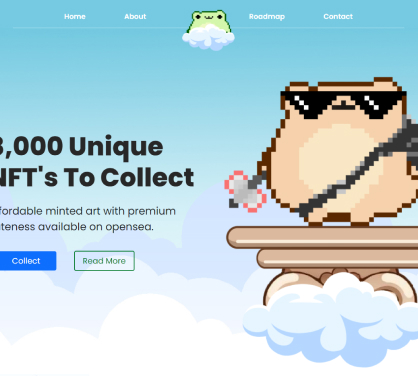 Home About Roadmap Contact
3,000 Unique
NFT's To Collect
fordable minted art with premium
uteness available on opensea.
Collect Read More